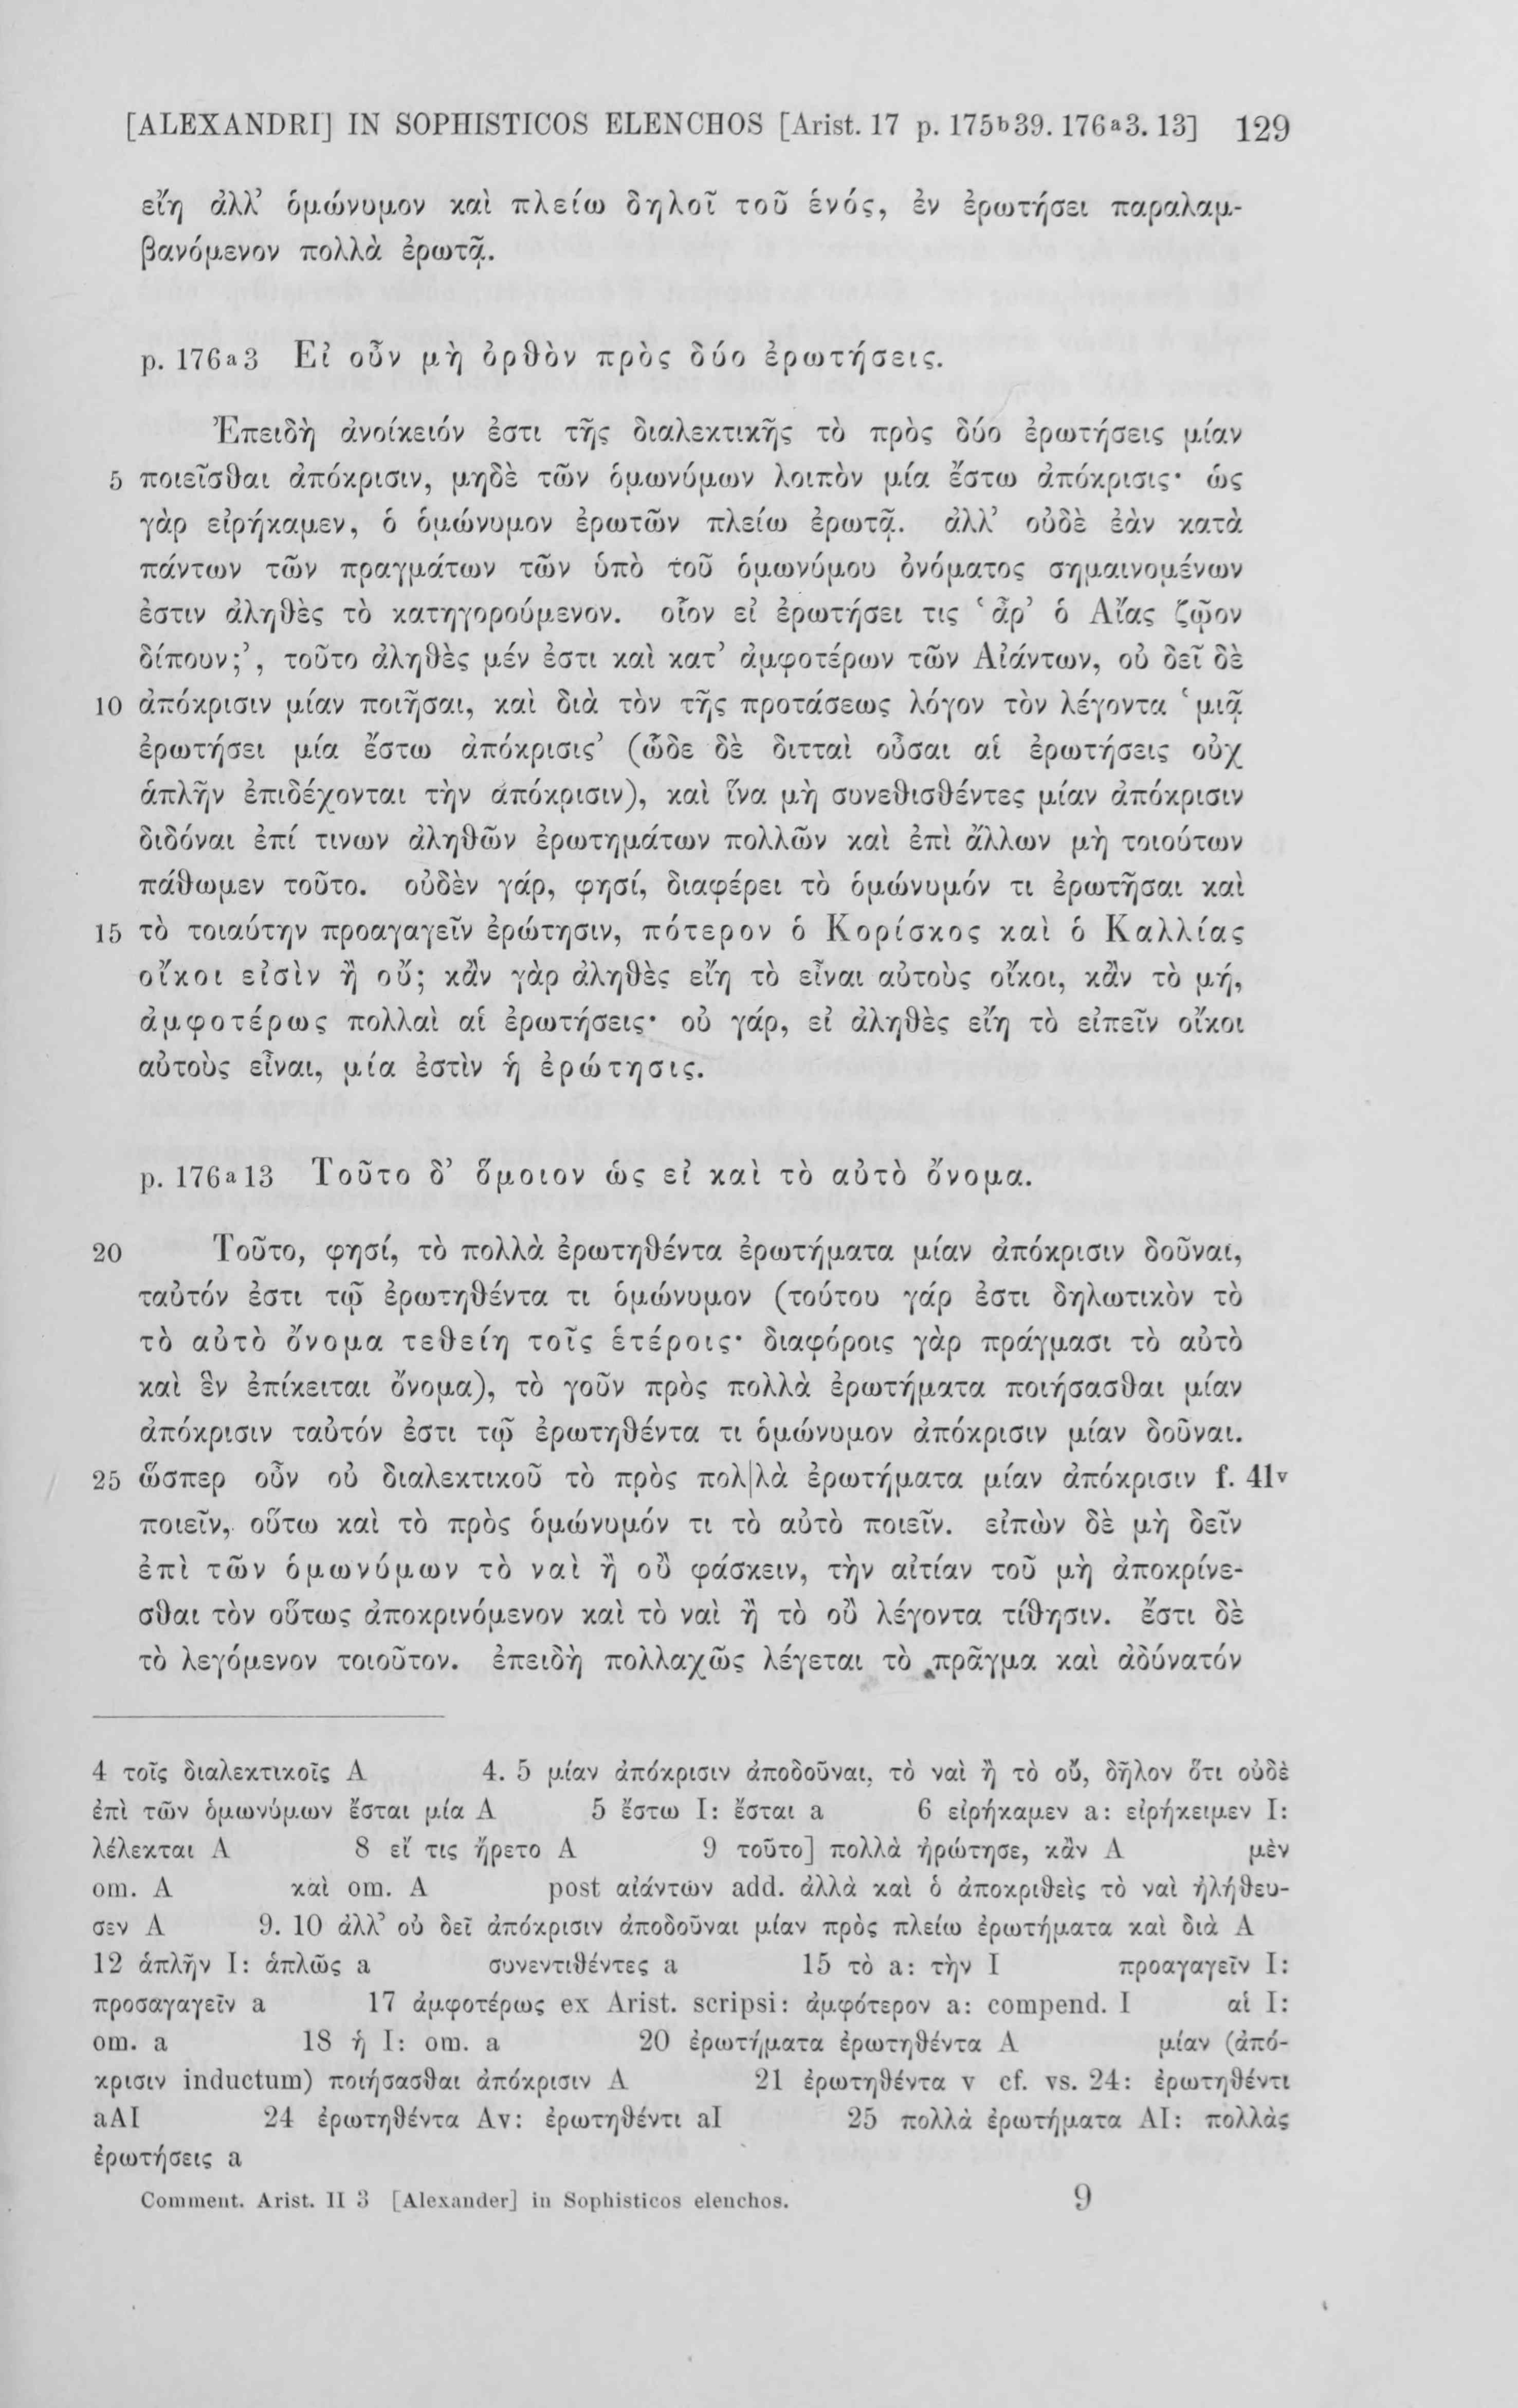 [ALEXANDRI] IN SOPHISTICOS ELENCHOS [Arist. 17 p. 175b39. 176a3. 13] 129
εἴη ἀλλ’ ὁμώνυμον καὶ πλείω δηλοῖ τοῦ ἑνός, ἐν ἐρωτήσει παραλαμ-
βανόμενον πολλὰ ἐρωτᾷ.
p. 176a3 Εἰ οὖν μὴ ὀρθὸν πρὸς δύο ἐρωτήσεις.
Ἐπειδὴ ἀνοίκειόν ἐστι τῆς διαλεκτικῆς τὸ πρὸς δύο ἐρωτήσεις μίαν
5 ποιεῖσθαι ἀπόκρισιν, μηδὲ τῶν ὁμωνύμων λοιπὸν μία ἔστω ἀπόκρισις· ὡς
γὰρ εἰρήκαμεν, ὁ ὁμώνυμον ἐρωτῶν πλείω ἐρωτᾷ. ἀλλ’ οὐδὲ ἐὰν κατὰ
πάντων τῶν πραγμάτων τῶν ὑπὸ τοῦ ὁμωνύμου ὀνόματος σημαινομένων
ἐστιν ἀληθὲς τὸ κατηγορούμενον. οἷον εἰ ἐρωτήσει τις ‘ἆρ’ ὁ Αἴας ζῷον
δίπουν;’, τοῦτο ἀληθὲς μέν ἐστι καὶ κατ’ ἀμφοτέρων τῶν Αἰάντων, οὐ δεῖ δὲ
10 ἀπόκρισιν μίαν ποιῆσαι, καὶ διὰ τὸν τῆς προτάσεως λόγον τὸν λέγοντα ‘μιᾷ
ἐρωτήσει μία ἔστω ἀπόκρισις’ (ὧδε δὲ διτταὶ οὖσαι αἱ ἐρωτήσεις οὐχ
ἁπλῆν ἐπιδέχονται τὴν ἀπόκρισιν), καὶ ἵνα μὴ συνεθισθέντες μίαν ἀπόκρισιν
διδόναι ἐπί τινων ἀληθῶν ἐρωτημάτων πολλῶν καὶ ἐπὶ ἄλλων μὴ τοιούτων
πάθωμεν τοῦτο. οὐδὲν γάρ, φησί, διαφέρει τὸ ὁμώνυμόν τι ἐρωτῆσαι καὶ
15 τὸ τοιαύτην προαγαγεῖν ἐρώτησιν, πότερον ὁ Κορίσκος καὶ ὁ Καλλίας
οἴκοι εἰσὶν ἢ οὔ; κἂν γὰρ ἀληθὲς εἴη τὸ εἶναι αὐτοὺς οἴκοι, κἂν τὸ μή,
ἀμφοτέρως πολλαὶ αἱ ἐρωτήσεις· οὐ γάρ, εἰ ἀληθὲς εἴη τὸ εἰπεῖν οἴκοι
αὐτοὺς εἶναι, μία ἐστὶν ἡ ἐρώτησις.
p. 176a13 Τοῦτο δ’ ὅμοιον ὡς εἰ καὶ τὸ αὐτὸ ὄνομα.
20 Τοῦτο, φησί, τὸ πολλὰ ἐρωτηθέντα ἐρωτήματα μίαν ἀπόκρισιν δοῦναι,
ταὐτόν ἐστι τῷ ἐρωτηθέντα τι ὁμώνυμον (τούτου γάρ ἐστι δηλωτικὸν τὸ
τὸ αὐτὸ ὄνομα τεθείη τοῖς ἑτέροις· διαφόροις γὰρ πράγμασι τὸ αὐτὸ
καὶ ἓν ἐπίκειται ὄνομα), τὸ γοῦν πρὸς πολλὰ ἐρωτήματα ποιήσασθαι μίαν
ἀπόκρισιν ταὐτόν ἐστι τῷ ἐρωτηθέντα τι ὁμώνυμον ἀπόκρισιν μίαν δοῦναι.
25 ὥσπερ οὖν οὐ διαλεκτικοῦ τὸ πρὸς πολ|λὰ ἐρωτήματα μίαν ἀπόκρισιν f. 41v
ποιεῖν, οὕτω καὶ τὸ πρὸς ὁμώνυμόν τι τὸ αὐτὸ ποιεῖν. εἰπὼν δὲ μὴ δεῖν
ἐπὶ τῶν ὁμωνύμων τὸ ναὶ ἢ οὒ φάσκειν, τὴν αἰτίαν τοῦ μὴ ἀποκρίνε-
σθαι τὸν οὕτως ἀποκρινόμενον καὶ τὸ ναὶ ἢ τὸ οὒ λέγοντα τίθησιν. ἔστι δὲ
τὸ λεγόμενον τοιοῦτον. ἐπειδὴ πολλαχῶς λέγεται τὸ πρᾶγμα καὶ ἀδύνατόν
4 τοῖς διαλεκτικοῖς A 4. 5 μίαν ἀπόκρισιν ἀποδοῦναι, τὸ ναὶ ἢ τὸ οὔ, δῆλον ὅτι οὐδὲ
ἐπὶ τῶν ὁμωνύμων ἔσται μία A 5 ἔστω I: ἔσται a 6 εἰρήκαμεν a: εἰρήκειμεν I:
λέλεκται A 8 εἴ τις ἤρετο A 9 τοῦτο] πολλὰ ἠρώτησε, κἂν A μὲν
om. A καὶ om. A post αἰάντων add. ἀλλὰ καὶ ὁ ἀποκριθεὶς τὸ ναὶ ἠλήθευ-
σεν A 9. 10 ἀλλ’ οὐ δεῖ ἀπόκρισιν ἀποδοῦναι μίαν πρὸς πλείω ἐρωτήματα καὶ διὰ A
12 ἁπλῆν I: ἁπλῶς a συνεντιθέντες a 15 τὸ a: τὴν I προαγαγεῖν I:
προσαγαγεῖν a 17 ἀμφοτέρως ex Arist. scripsi: ἀμφότερον a: compend. I αἱ I:
om. a 18 ἡ I: om. a 20 ἐρωτήματα ἐρωτηθέντα A μίαν (ἀπό-
κρισιν inductum) ποιήσασθαι ἀπόκρισιν A 21 ἐρωτηθέντα v cf. vs. 24: ἐρωτηθέντι
aAI 24 ἐρωτηθέντα Av: ἐρωτηθέντι aI 25 πολλὰ ἐρωτήματα AI: πολλὰς
ἐρωτήσεις a
Comment. Arist. II 3 [Alexander] in Sophisticos elenchos. 9